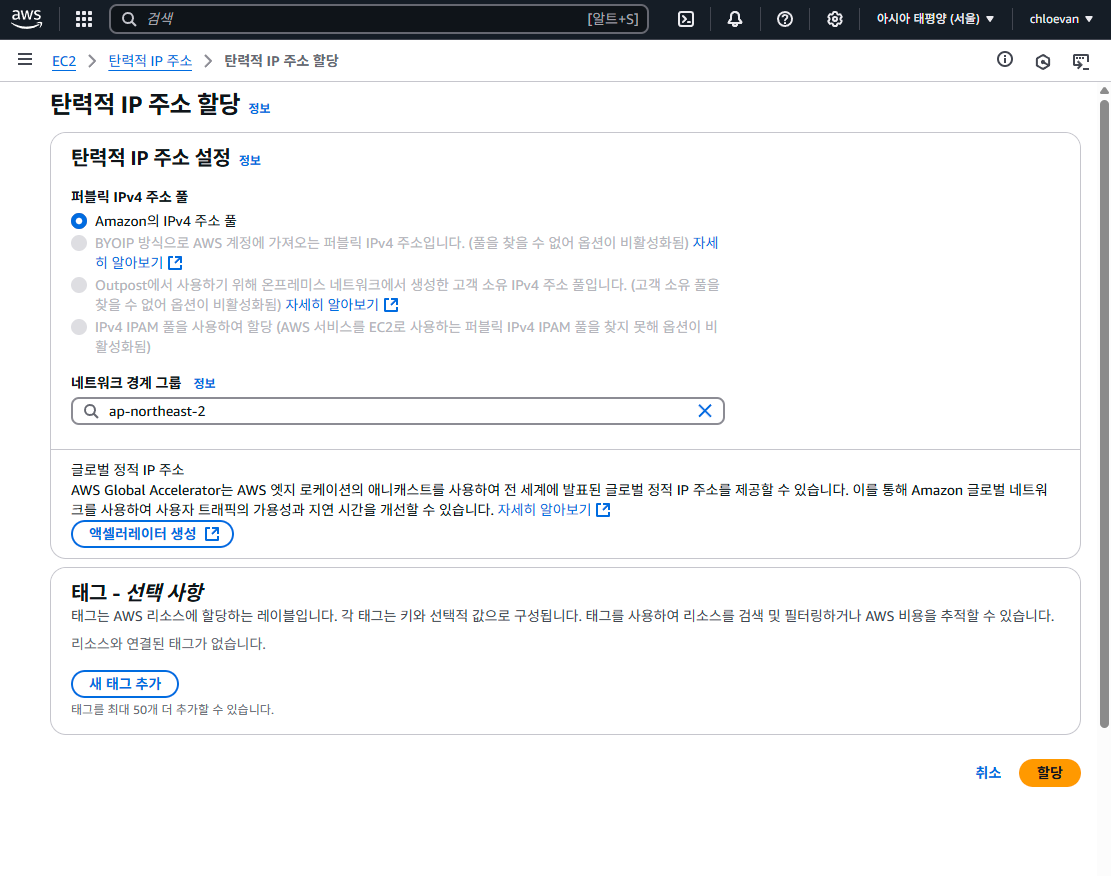 aws
검색 [알트+S]
아시아 태평양 (서울) ▼
chloevan ▼
EC2 > 탄력적 IP 주소 > 탄력적 IP 주소 할당
탄력적 IP 주소 할당 정보
탄력적 IP 주소 설정 정보
퍼블릭 IPv4 주소 풀
Amazon의 IPv4 주소 풀
BYOIP 방식으로 AWS 계정에 가져오는 퍼블릭 IPv4 주소입니다. (풀을 찾을 수 없어 옵션이 비활성화됨) 자세
히 알아보기
Outpost에서 사용하기 위해 온프레미스 네트워크에서 생성한 고객 소유 IPv4 주소 풀입니다. (고객 소유 풀을
찾을 수 없어 옵션이 비활성화됨) 자세히 알아보기
IPv4 IPAM 풀을 사용하여 할당 (AWS 서비스를 EC2로 사용하는 퍼블릭 IPv4 IPAM 풀을 찾지 못해 옵션이 비
활성화됨)
네트워크 경계 그룹 정보
ap-northeast-2
글로벌 정적 IP 주소
AWS Global Accelerator는 AWS 엣지 로케이션의 애니캐스트를 사용하여 전 세계에 발표된 글로벌 정적 IP 주소를 제공할 수 있습니다. 이를 통해 Amazon 글로벌 네트워
크를 사용하여 사용자 트래픽의 가용성과 지연 시간을 개선할 수 있습니다. 자세히 알아보기
액셀러레이터 생성
태그 - 선택 사항
태그는 AWS 리소스에 할당하는 레이블입니다. 각 태그는 키와 선택적 값으로 구성됩니다. 태그를 사용하여 리소스를 검색 및 필터링하거나 AWS 비용을 추적할 수 있습니다.
리소스와 연결된 태그가 없습니다.
새 태그 추가
태그를 최대 50개 더 추가할 수 있습니다.
취소 할당